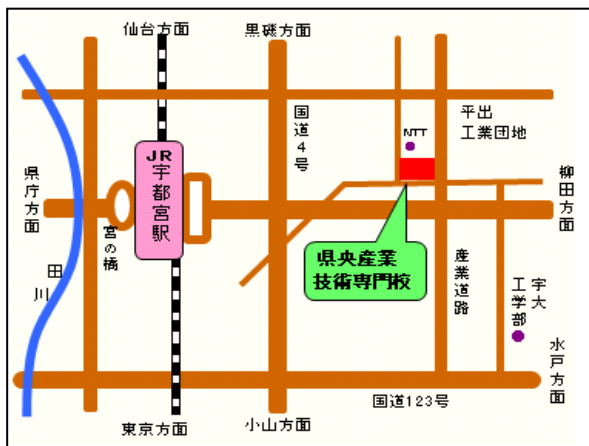 仙台方面
黒磯方面
国道4号
平出
工業団地
NTT
JR
宇都宮駅
県庁方面
柳田方面
宮の橋
県央産業
技術専門校
田川
産業道路
宇大
工学部
水戸方面
国道123号
東京方面
小山方面